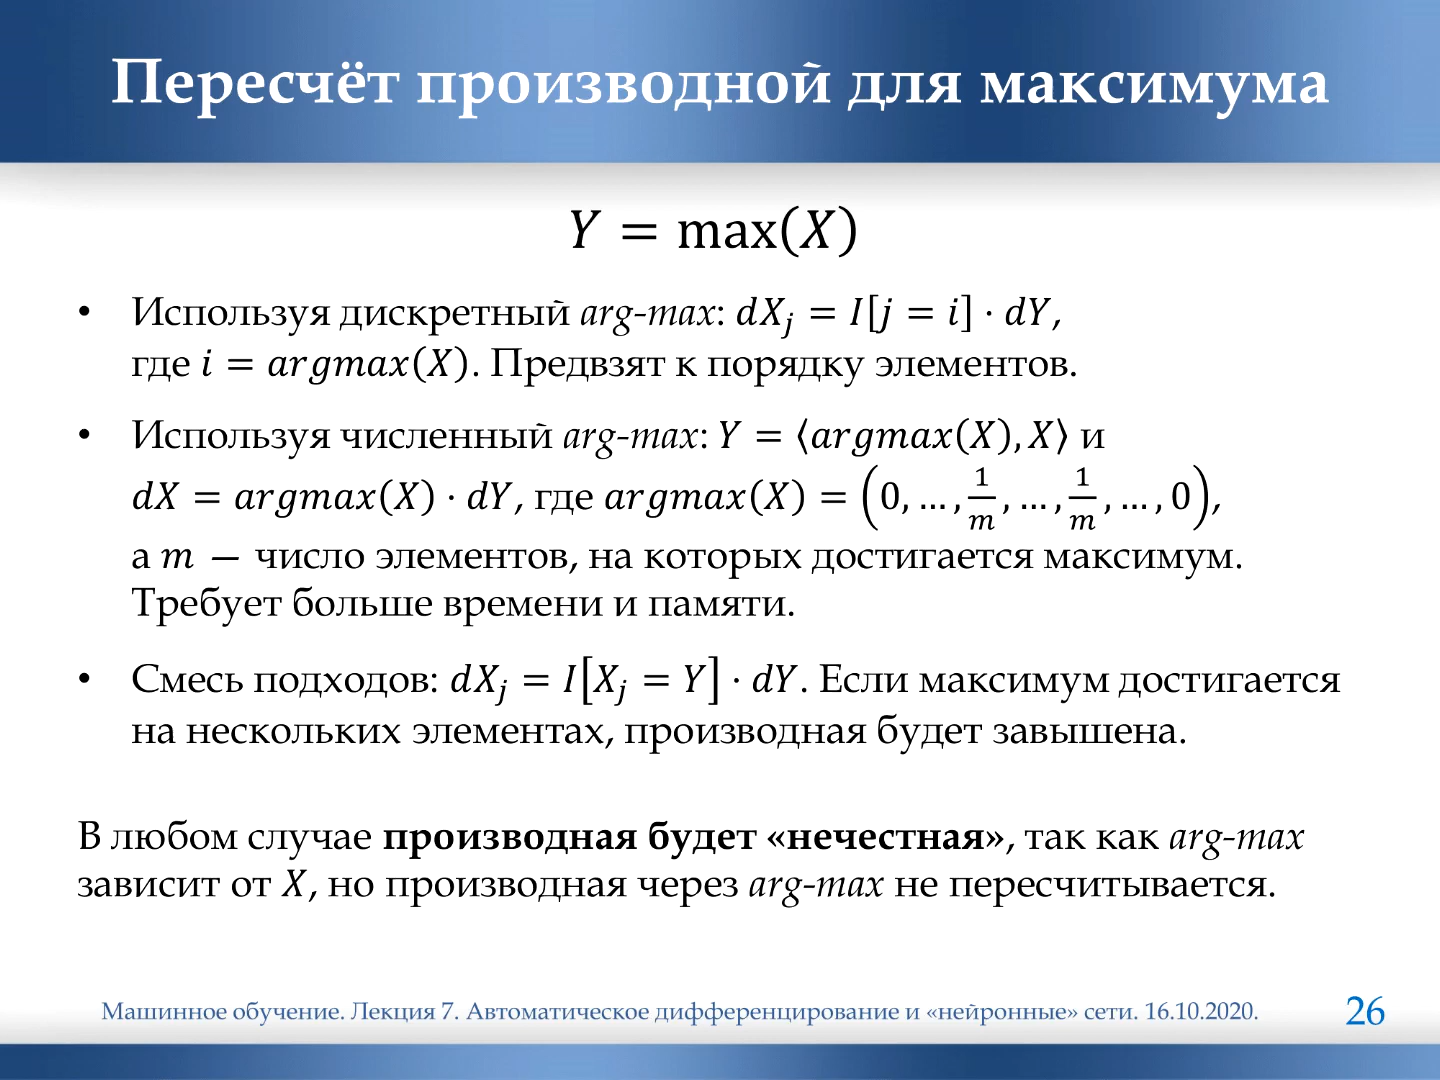 Пересчёт производной для максимума
Y = max(X)
• Используя дискретный arg-max: dX_j = I[j = i] · dY,
где i = argmax(X). Предвзят к порядку элементов.
• Используя численный arg-max: Y = ⟨argmax(X), X⟩ и
dX = argmax(X) · dY, где argmax(X) = (0, … , 1/m , … , 1/m , … , 0),
а m — число элементов, на которых достигается максимум.
Требует больше времени и памяти.
• Смесь подходов: dX_j = I[X_j = Y] · dY. Если максимум достигается
на нескольких элементах, производная будет завышена.
В любом случае производная будет «нечестная», так как arg-max
зависит от X, но производная через arg-max не пересчитывается.
Машинное обучение. Лекция 7. Автоматическое дифференцирование и «нейронные» сети. 16.10.2020.
26